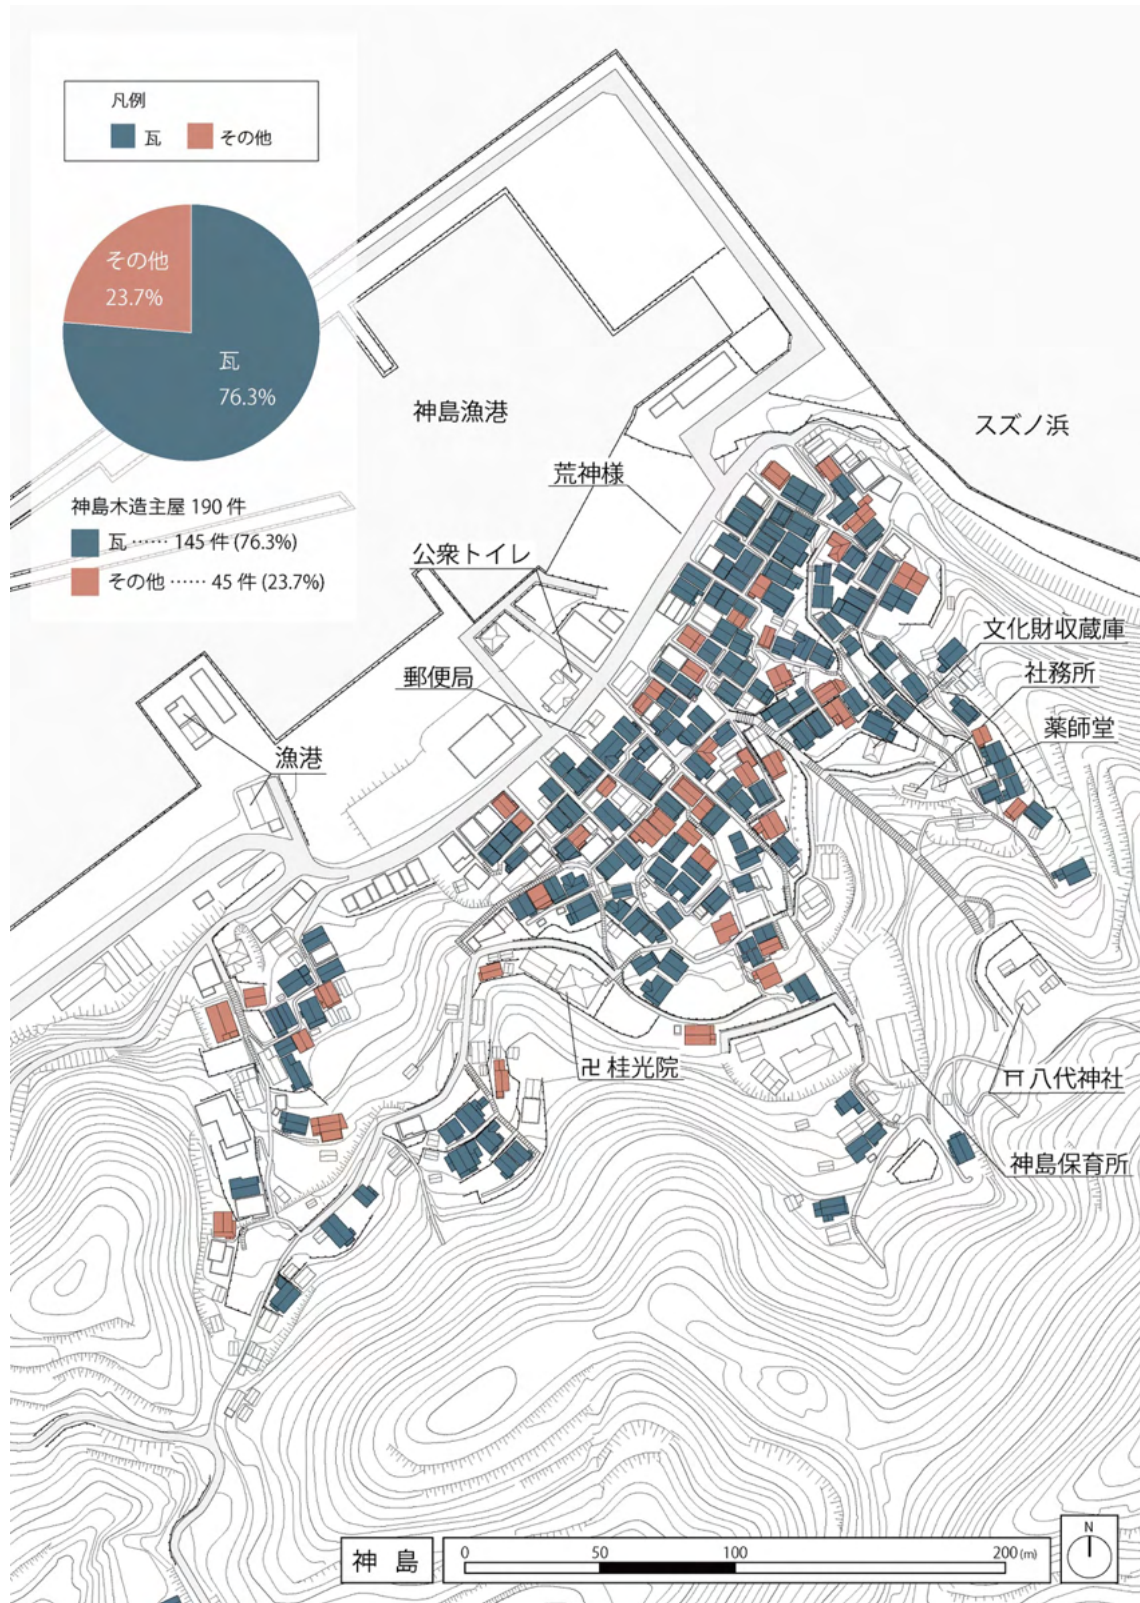 凡例
瓦 その他
その他
23.7%
瓦
76.3%
神島木造主屋 190 件
瓦 …… 145 件 (76.3%)
その他 …… 45 件 (23.7%)
神島漁港
スズノ浜
荒神様
公衆トイレ
文化財収蔵庫
社務所
郵便局
薬師堂
漁港
卍桂光院
⛩八代神社
神島保育所
神 島
0 50 100 200 (m)
N